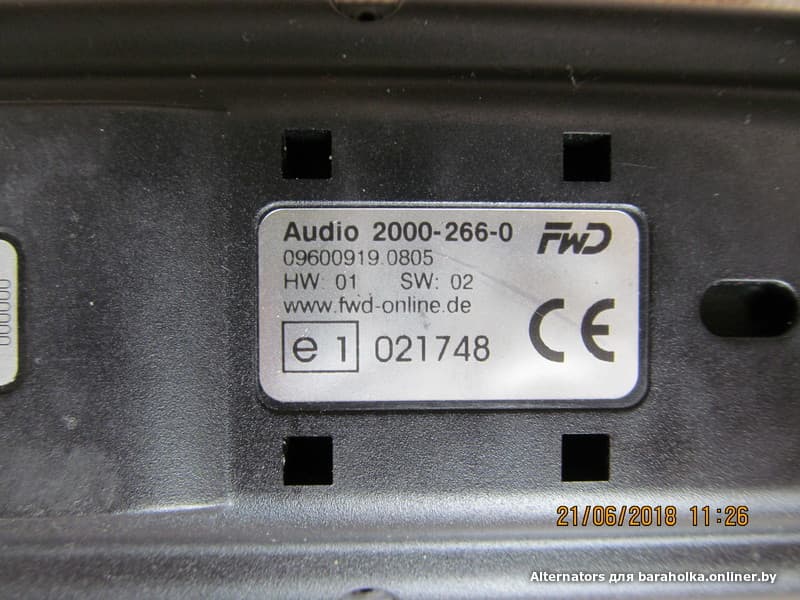 Audio 2000-266-0 FWD
09600919.0805
HW: 01 SW: 02
www.fwd-online.de
e 1 021748 CE
000000
21/06/2018 11:26
Alternators для baraholka.onliner.by